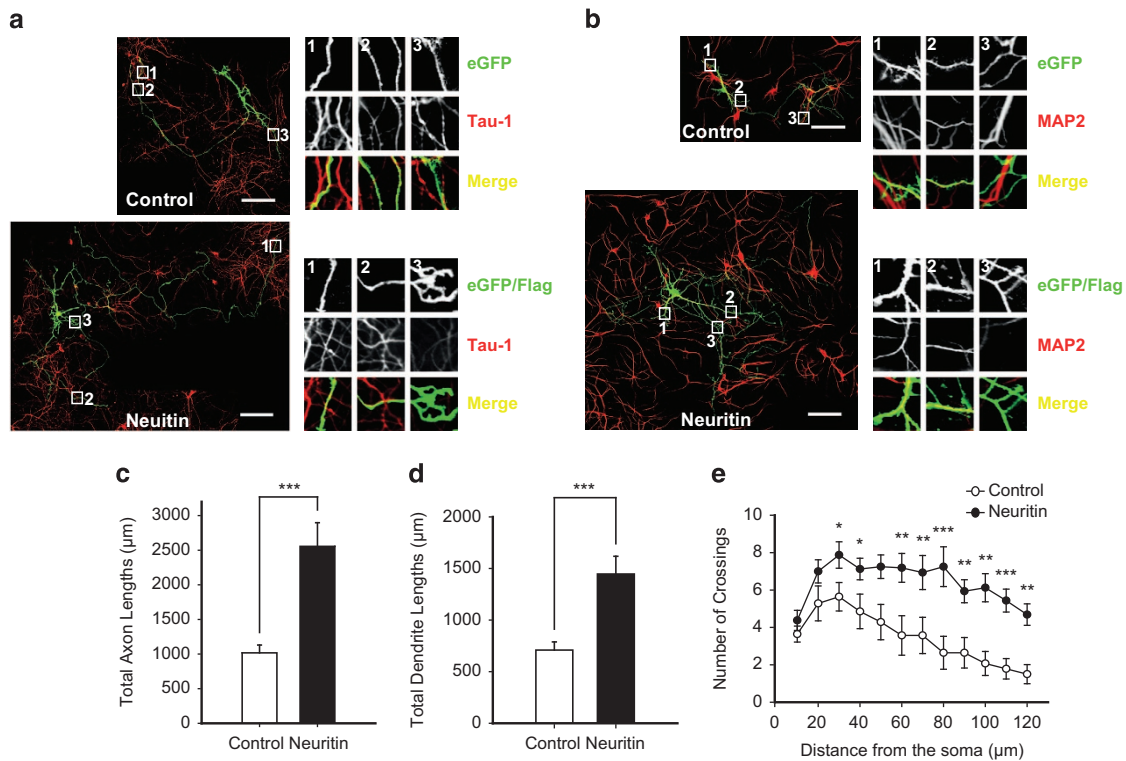 a
1
2
3
Control
1 2 3
eGFP
Tau-1
Merge
1
2
3
Neuitin
1 2 3
eGFP/Flag
Tau-1
Merge
b
1
2
3
Control
1 2 3
eGFP
MAP2
Merge
1
2
3
Neuritin
1 2 3
eGFP/Flag
MAP2
Merge
c
***
Total Axon Lengths (μm)
3000
2500
2000
1500
1000
500
0
Control Neuritin
d
***
Total Dendrite Lengths (μm)
2000
1500
1000
500
0
Control Neuritin
e
Control
Neuritin
Number of Crossings
10
8
6
4
2
0
* * ** ** *** ** ** *** **
0 20 40 60 80 100 120
Distance from the soma (μm)